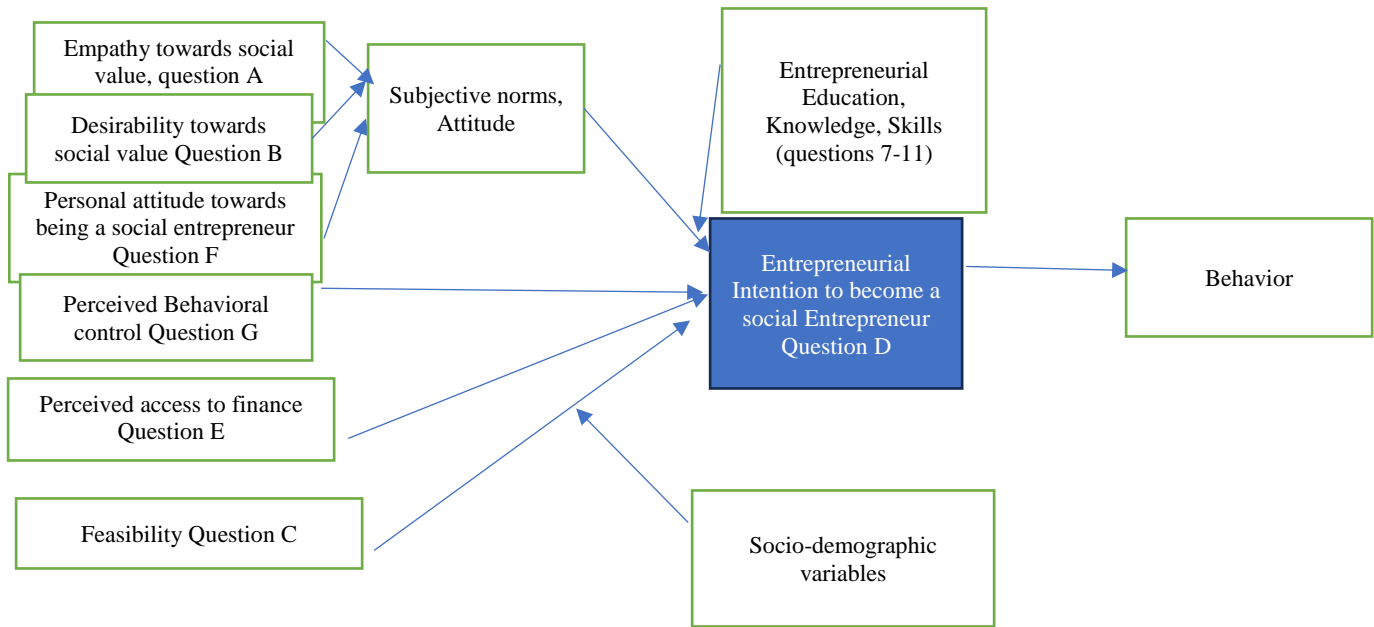 Empathy towards social
value, question A
Desirability towards
social value Question B
Personal attitude towards
being a social entrepreneur
Question F
Perceived Behavioral
control Question G
Perceived access to finance
Question E
Feasibility Question C
Subjective norms,
Attitude
Entrepreneurial
Education,
Knowledge, Skills
(questions 7-11)
Entrepreneurial
Intention to become a
social Entrepreneur
Question D
Socio-demographic
variables
Behavior